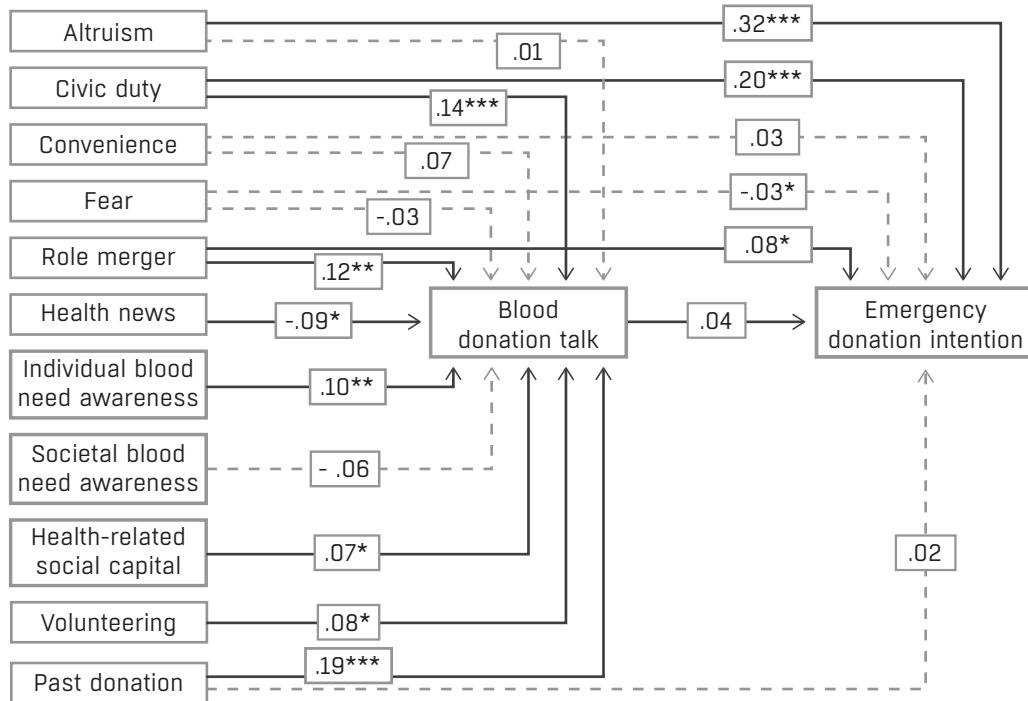 Altruism
.32***
.01
Civic duty
.20***
.14***
Convenience
.03
.07
Fear
-.03*
-.03
Role merger
.08*
.12**
Health news
-.09*
Blood
donation talk
.04
Emergency
donation intention
Individual blood
need awareness
.10**
Societal blood
need awareness
- .06
Health-related
social capital
.07*
.02
Volunteering
.08*
Past donation
.19***